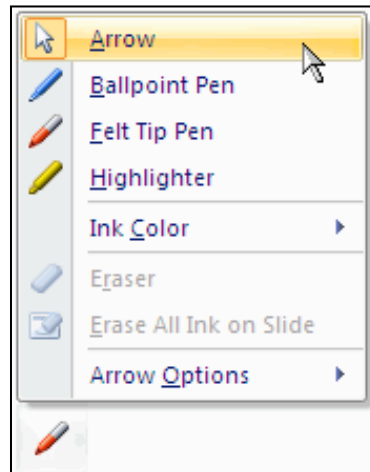 Arrow
Ballpoint Pen
Felt Tip Pen
Highlighter
Ink Color
Eraser
Erase All Ink on Slide
Arrow Options